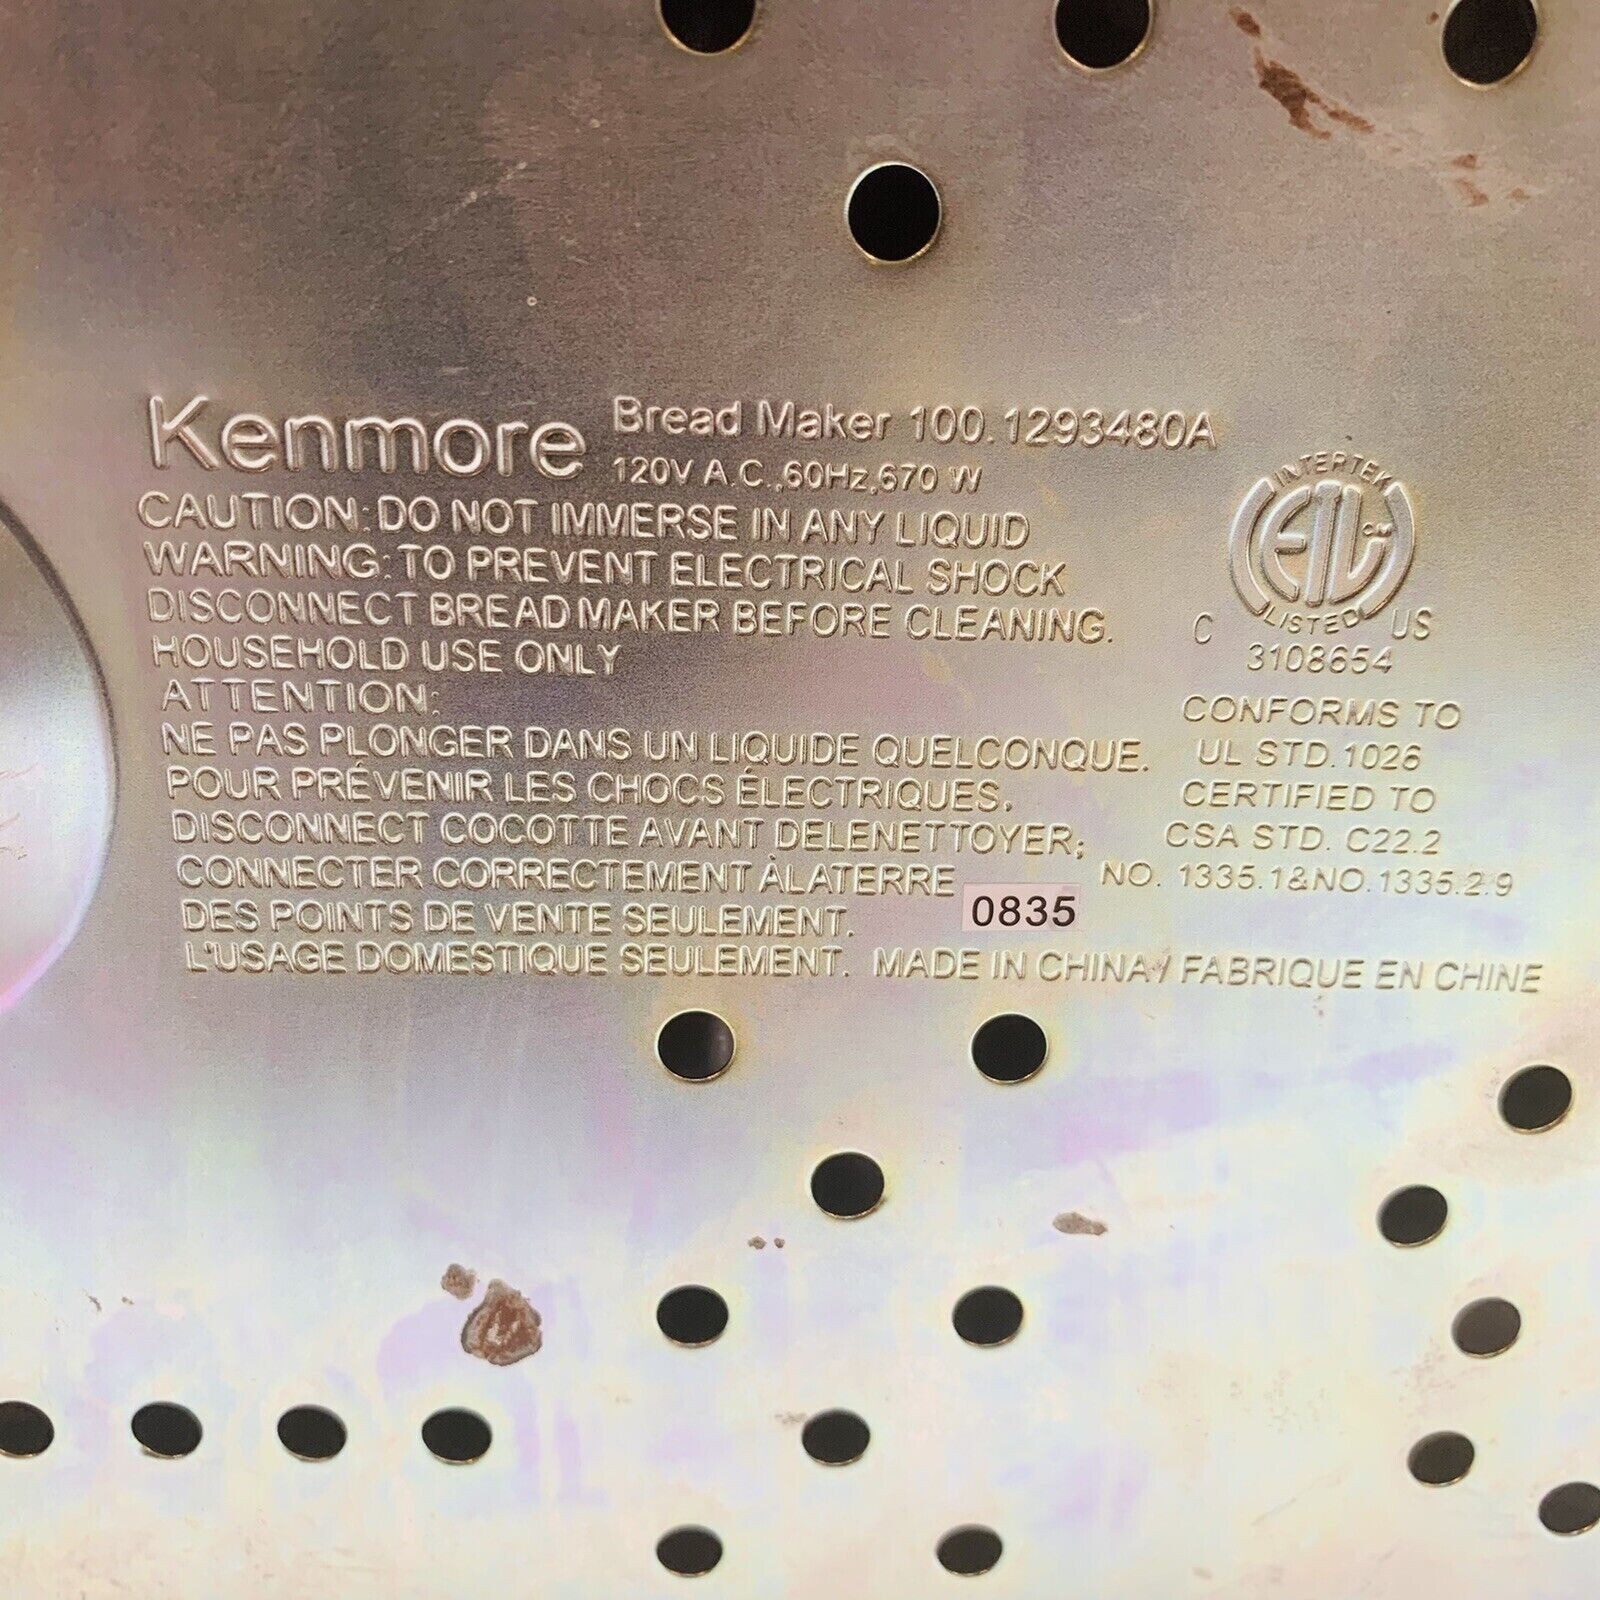 Kenmore Bread Maker 100.1293480A
120V A.C.,60Hz,670 W
CAUTION: DO NOT IMMERSE IN ANY LIQUID
WARNING: TO PREVENT ELECTRICAL SHOCK
DISCONNECT BREAD MAKER BEFORE CLEANING.
HOUSEHOLD USE ONLY
ATTENTION:
NE PAS PLONGER DANS UN LIQUIDE QUELCONQUE.
POUR PRÉVENIR LES CHOCS ÉLECTRIQUES,
DISCONNECT COCOTTE AVANT DELENETTOYER;
CONNECTER CORRECTEMENT ÀLATERRE
DES POINTS DE VENTE SEULEMENT.
L'USAGE DOMESTIQUE SEULEMENT.
INTERTEK
ETL CM
LISTED
C US
3108654
CONFORMS TO
UL STD. 1026
CERTIFIED TO
CSA STD. C22.2
NO. 1335.1&NO.1335.2.9
0835
MADE IN CHINA/ FABRIQUE EN CHINE